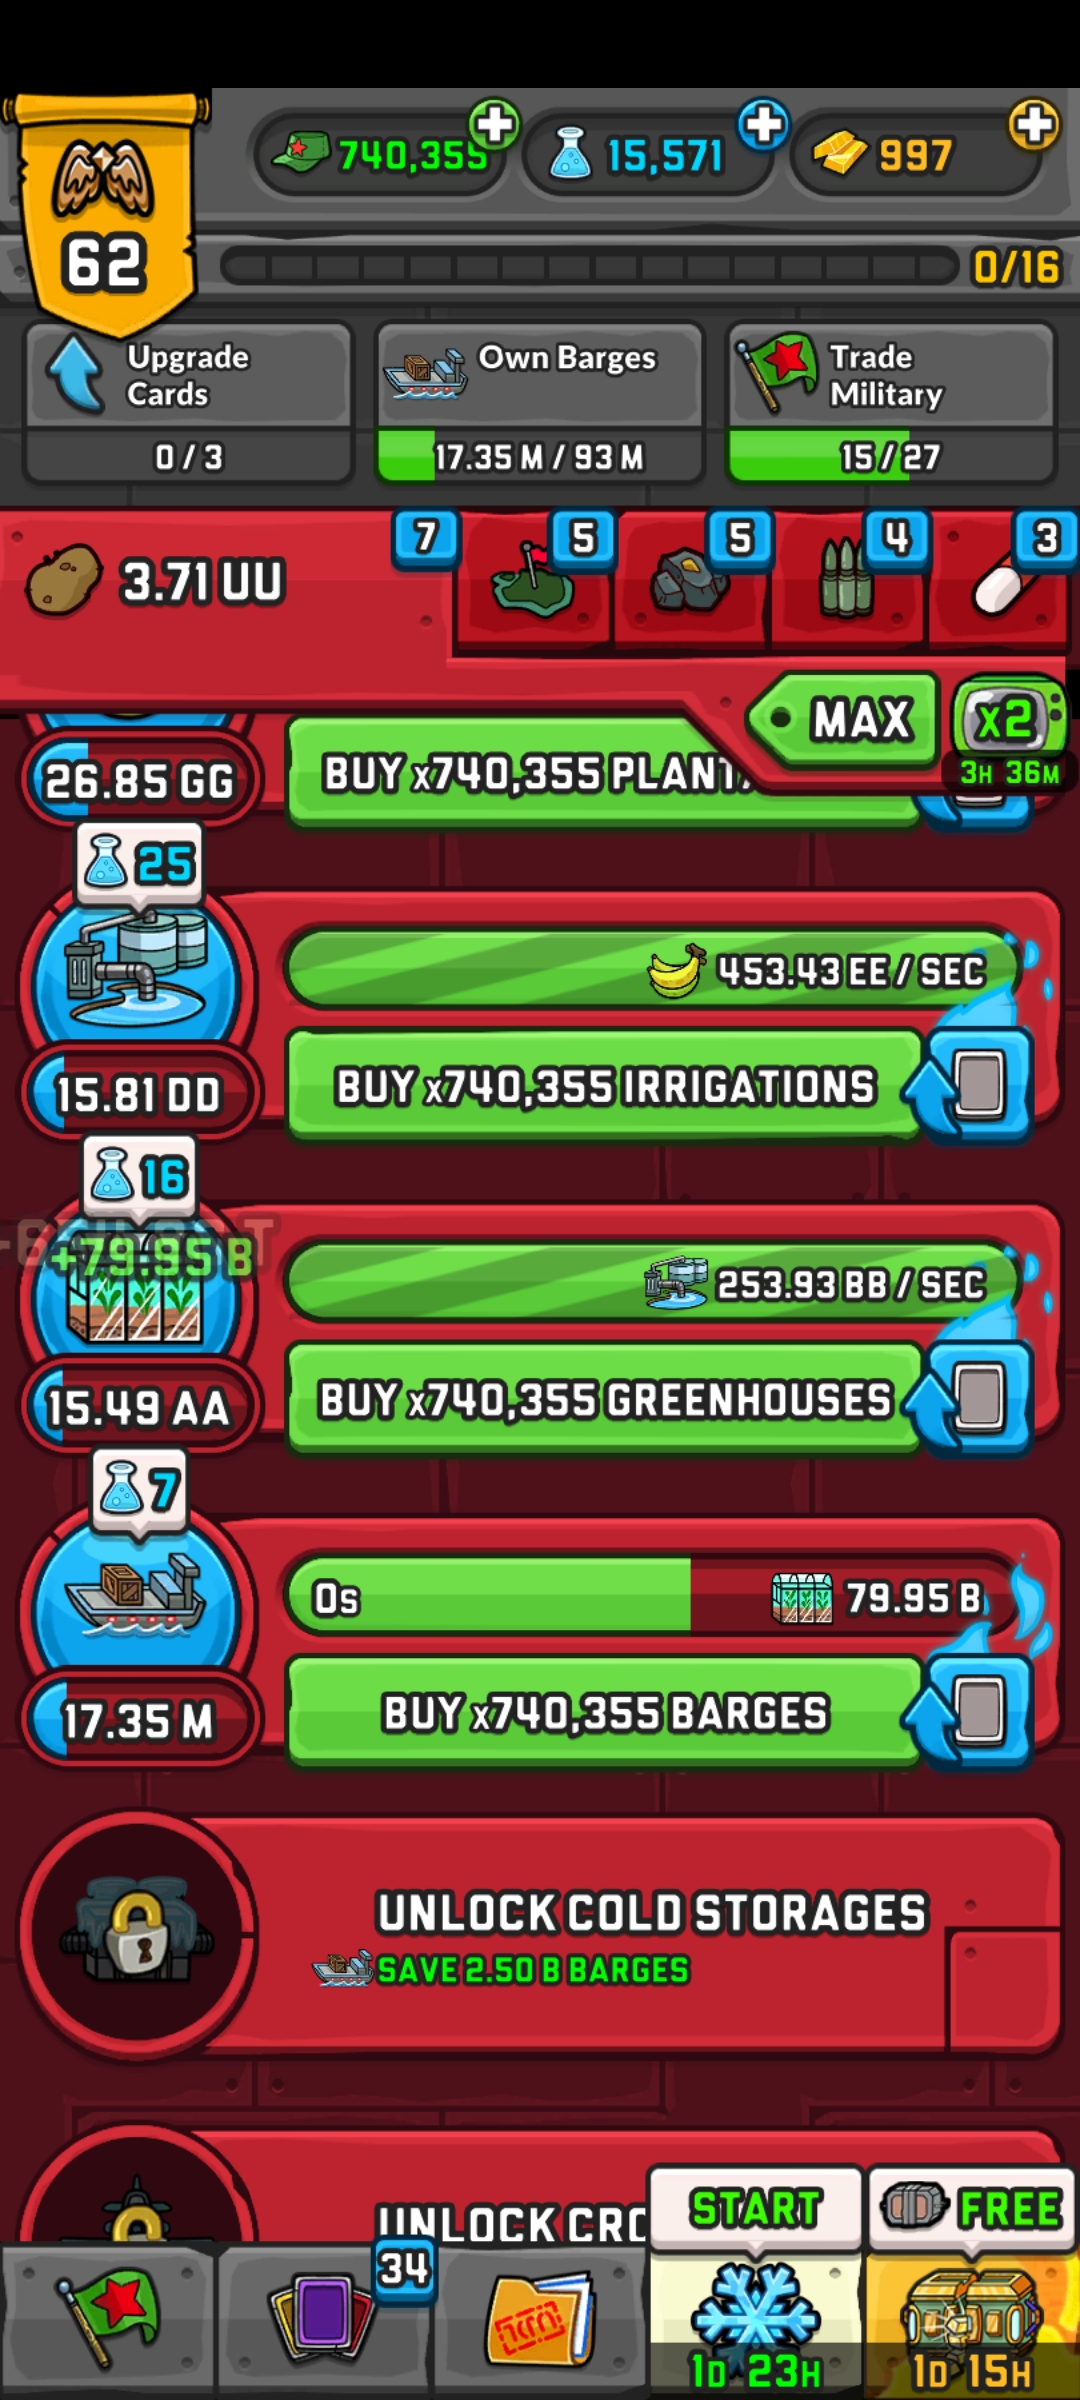 740,355
15,571
997
62
0/16
Upgrade Cards
0 / 3
Own Barges
17.35 M / 93 M
Trade Military
15 / 27
3.71 UU
7
5
5
4
3
MAX
x2
3H 36M
26.85 GG
BUY x740,355 PLANTA
25
453.43 EE / SEC
15.81 DD
BUY x740,355 IRRIGATIONS
16
+79.95 B
253.93 BB / SEC
15.49 AA
BUY x740,355 GREENHOUSES
7
0s
79.95 B
17.35 M
BUY x740,355 BARGES
UNLOCK COLD STORAGES
SAVE 2.50 B BARGES
UNLOCK CRO
START
FREE
34
1D 23H
1D 15H